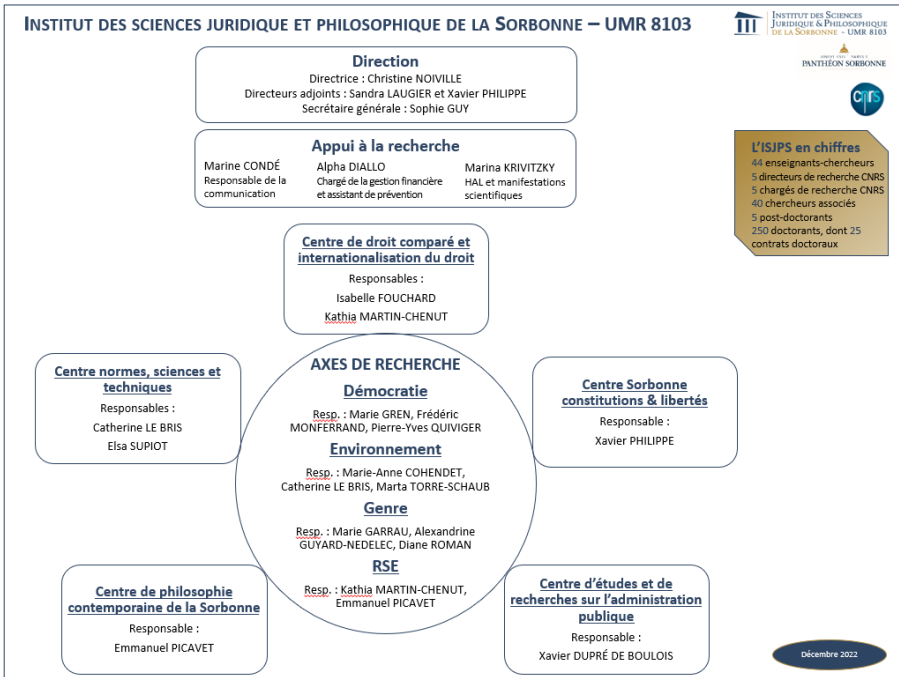 INSTITUT DES SCIENCES JURIDIQUE ET PHILOSOPHIQUE DE LA SORBONNE – UMR 8103
INSTITUT DES SCIENCES
JURIDIQUE & PHILOSOPHIQUE
DE LA SORBONNE - UMR 8103
PANTHÉON SORBONNE
cnrs
Direction
Directrice : Christine NOIVILLE
Directeurs adjoints : Sandra LAUGIER et Xavier PHILIPPE
Secrétaire générale : Sophie GUY
Appui à la recherche
Marine CONDÉ
Responsable de la
communication
Alpha DIALLO
Chargé de la gestion financière
et assistant de prévention
Marina KRIVITZKY
HAL et manifestations
scientifiques
L'ISJPS en chiffres
44 enseignants-chercheurs
5 directeurs de recherche CNRS
5 chargés de recherche CNRS
40 chercheurs associés
5 post-doctorants
250 doctorants, dont 25
contrats doctoraux
Centre de droit comparé et
internationalisation du droit
Responsables :
Isabelle FOUCHARD
Kathia MARTIN-CHENUT
Centre normes, sciences et
techniques
Responsables :
Catherine LE BRIS
Elsa SUPIOT
AXES DE RECHERCHE
Démocratie
Resp. : Marie GREN, Frédéric
MONFERRAND, Pierre-Yves QUIVIGER
Environnement
Resp. : Marie-Anne COHENDET,
Catherine LE BRIS, Marta TORRE-SCHAUB
Genre
Resp. : Marie GARRAU, Alexandrine
GUYARD-NEDELEC, Diane ROMAN
RSE
Resp. : Kathia MARTIN-CHENUT,
Emmanuel PICAVET
Centre Sorbonne
constitutions & libertés
Responsable :
Xavier PHILIPPE
Centre de philosophie
contemporaine de la Sorbonne
Responsable :
Emmanuel PICAVET
Centre d'études et de
recherches sur l'administration
publique
Responsable :
Xavier DUPRÉ DE BOULOIS
Décembre 2022